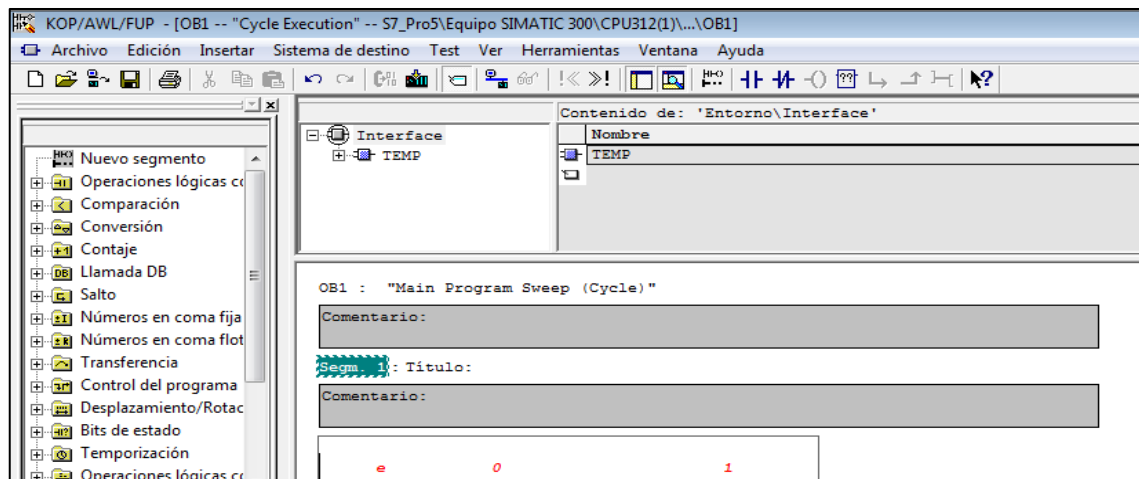 KOP/AWL/FUP - [OB1 -- "Cycle Execution" -- S7_Pro5\Equipo SIMATIC 300\CPU312(1)\...\OB1]
Archivo Edición Insertar Sistema de destino Test Ver Herramientas Ventana Ayuda
Nuevo segmento
Operaciones lógicas co
Comparación
Conversión
Contaje
Llamada DB
Salto
Números en coma fija
Números en coma flot
Transferencia
Control del programa
Desplazamiento/Rotac
Bits de estado
Temporización
Operaciones lógicas co
Interface
TEMP
Contenido de: 'Entorno\Interface'
Nombre
TEMP
OB1 : "Main Program Sweep (Cycle)"
Comentario:
Segm. 1: Título:
Comentario:
e 0 1